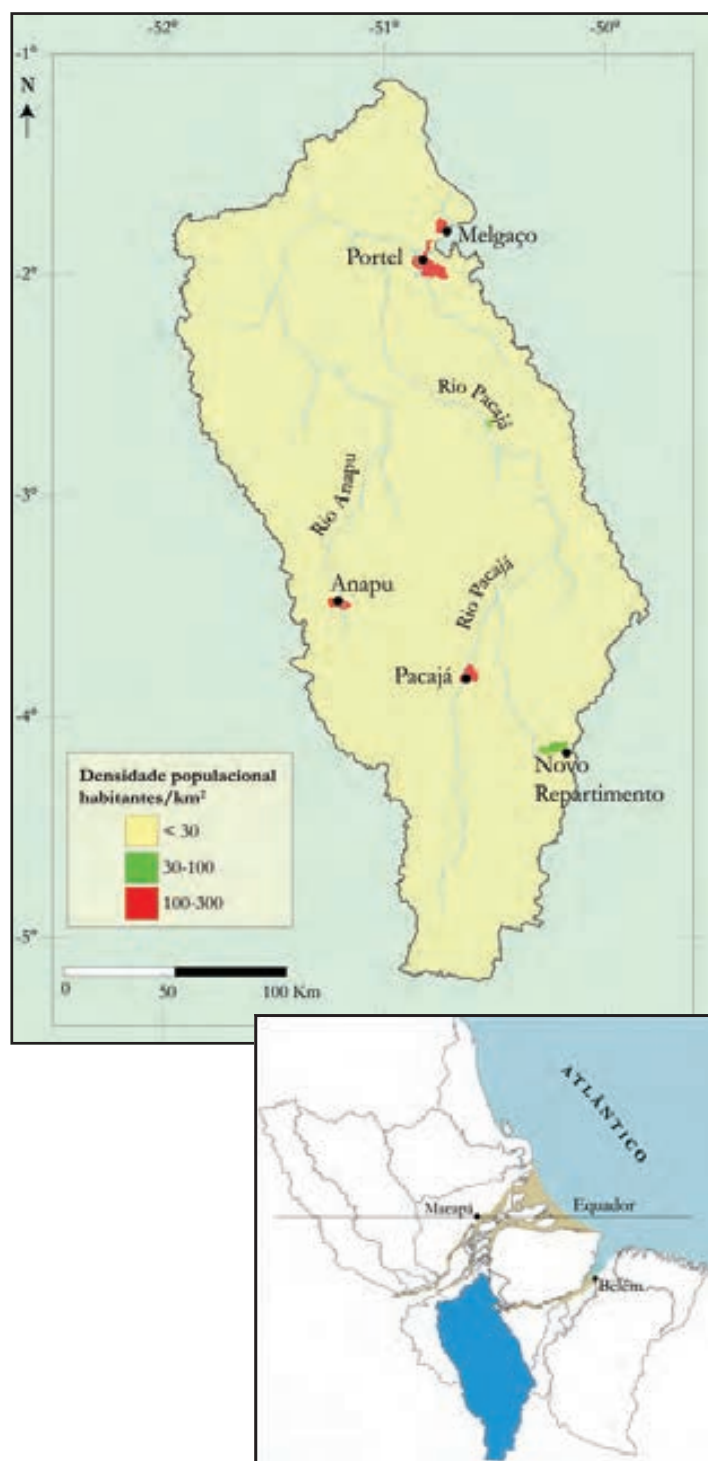 -52°
-51°
-50°
-1°
N
Melgaço
Portel
-2°
Rio Pacajá
-3°
Rio Anapu
Anapu
Rio Pacajá
Pacajá
-4°
Novo
Repartimento
Densidade populacional
habitantes/km²
< 30
30-100
100-300
-5°
0
50
100 Km
ATLÁNTICO
Equador
Macapá
Belém